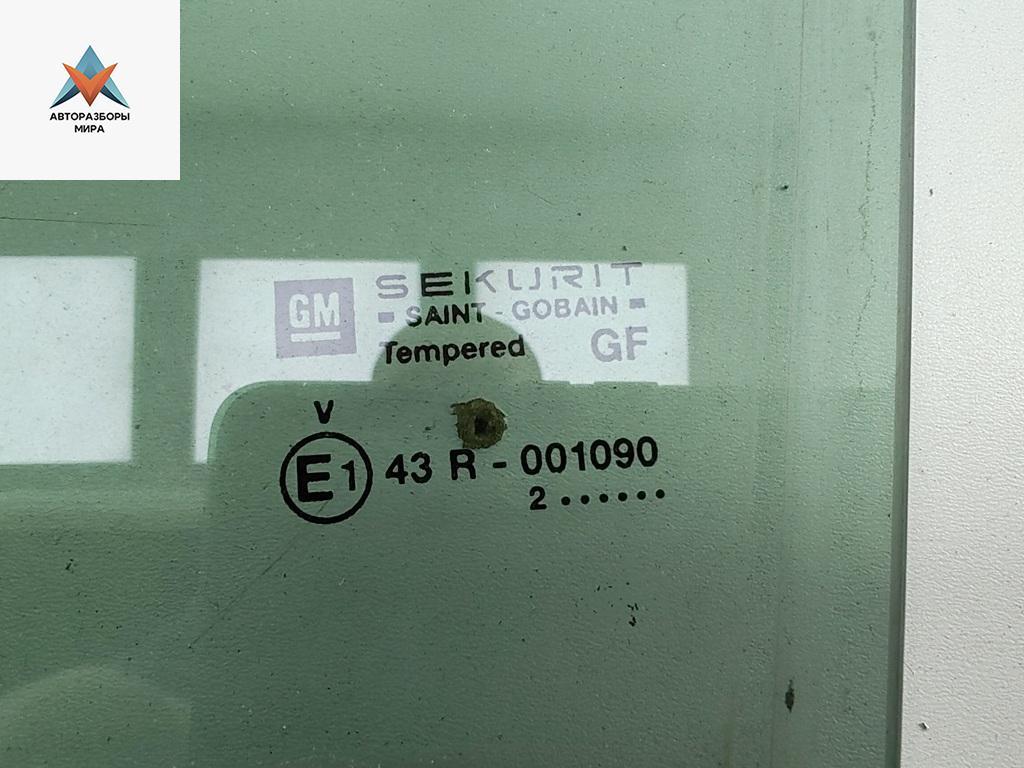 АВТОРАЗБОРЫ
МИРА
GM SEKURIT
SAINT - GOBAIN
Tempered GF
V
E1 43 R - 001090
2 ......